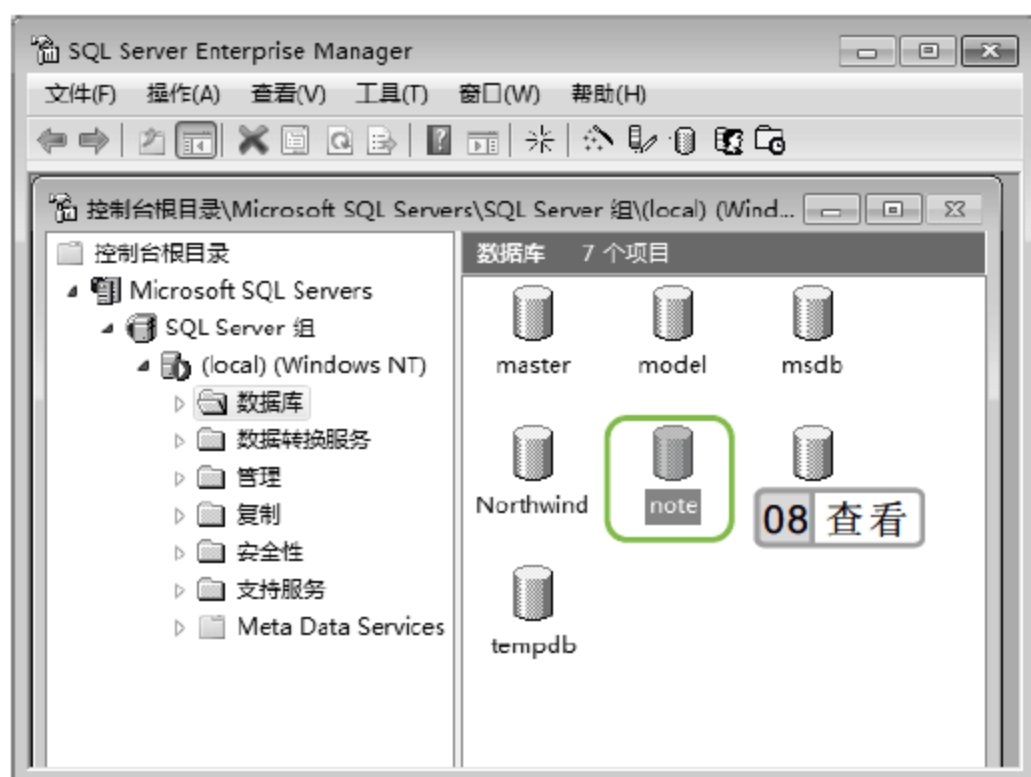 SQL Server Enterprise Manager
文件(F) 操作(A) 查看(V) 工具(T) 窗口(W) 帮助(H)
控制台根目录\Microsoft SQL Servers\SQL Server 组\(local) (Wind...
控制台根目录
Microsoft SQL Servers
SQL Server 组
(local) (Windows NT)
数据库
数据转换服务
管理
复制
安全性
支持服务
Meta Data Services
数据库 7 个项目
master model msdb
Northwind note
08 查看
tempdb